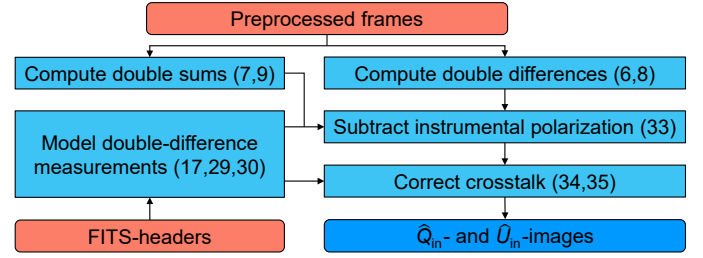 Preprocessed frames
Compute double sums (7,9)
Compute double differences (6,8)
Model double-difference
measurements (17,29,30)
Subtract instrumental polarization (33)
Correct crosstalk (34,35)
FITS-headers
Q̂in- and Ûin-images